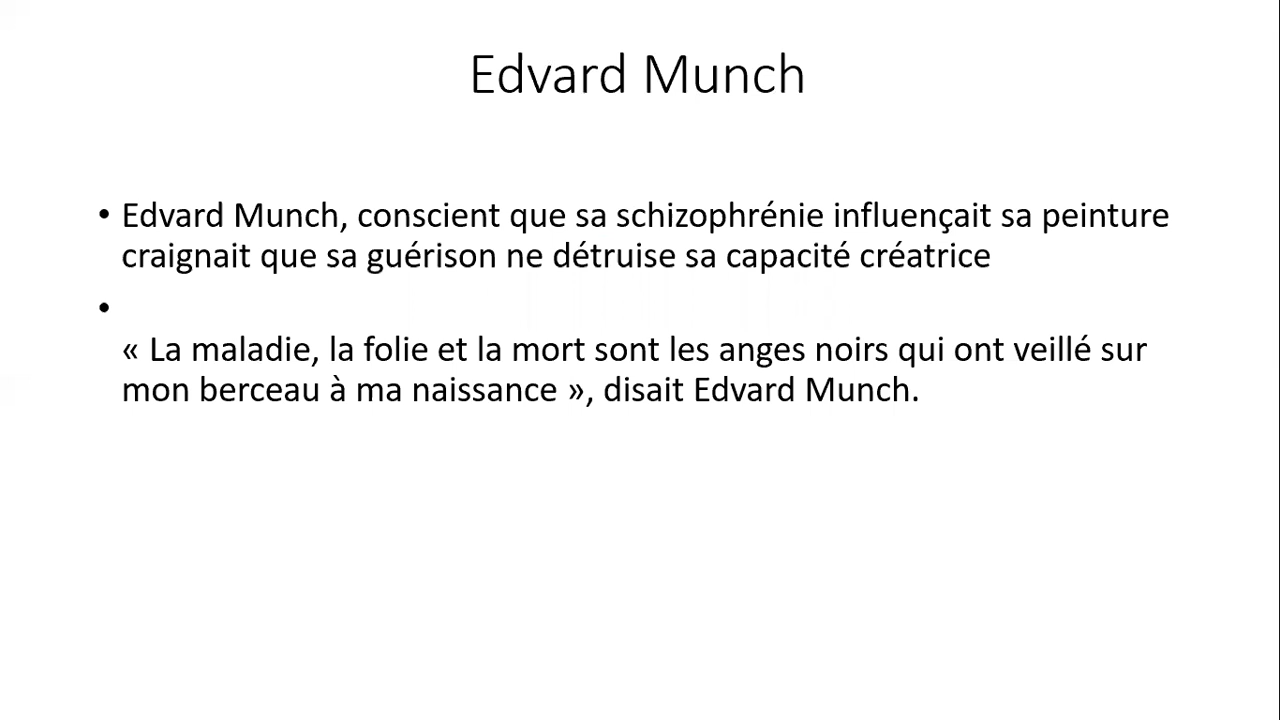 Edvard Munch
• Edvard Munch, conscient que sa schizophrénie influençait sa peinture
craignait que sa guérison ne détruise sa capacité créatrice
•
« La maladie, la folie et la mort sont les anges noirs qui ont veillé sur
mon berceau à ma naissance », disait Edvard Munch.